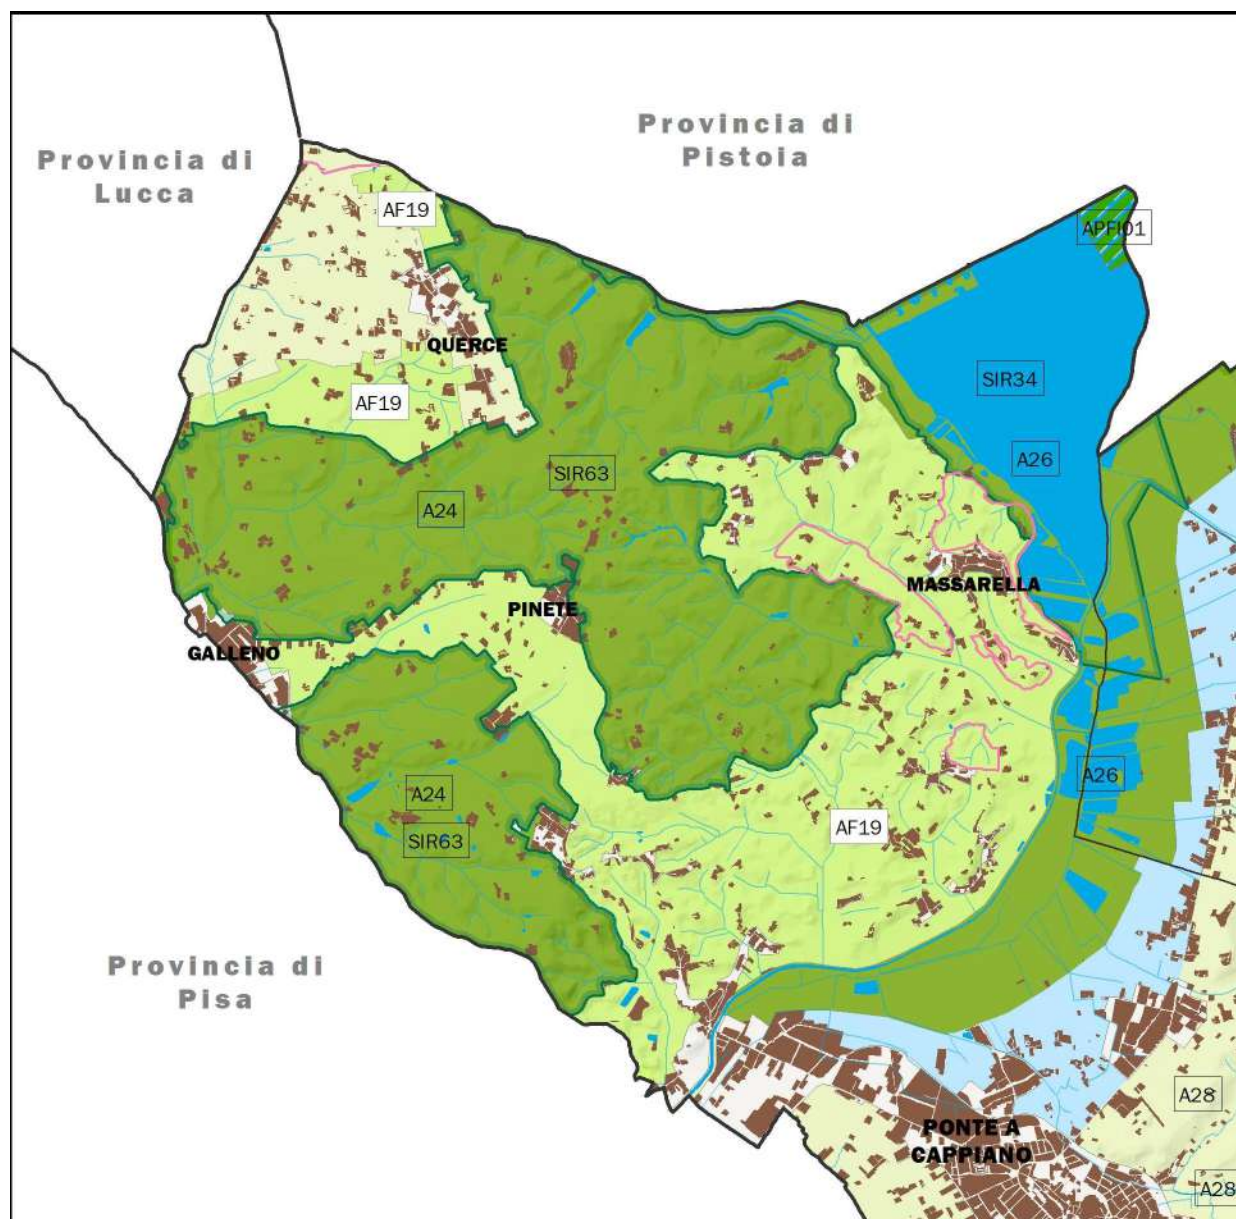 Provincia di
Pistoia
Provincia di
Lucca
AF19
APFI01
QUERCE
SIR34
AF19
A26
SIR63
A24
MASSARELLA
PINETE
GALLENO
A26
A24
AF19
SIR63
Provincia di
Pisa
A28
PONTE A
CAPPIANO
A28